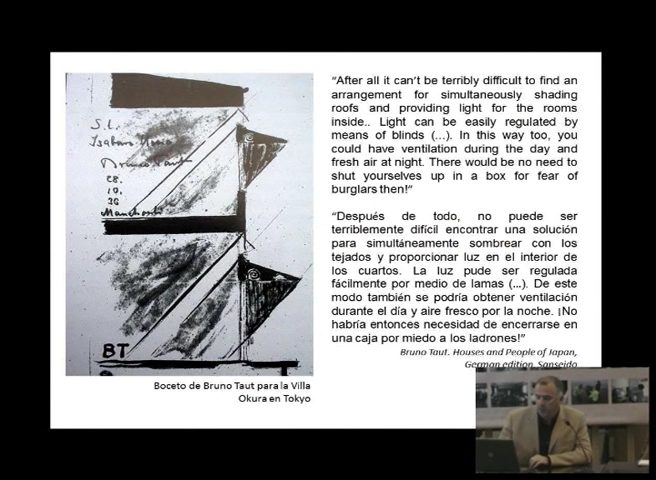 S. l.
Isaburo Ueno
Bruno Taut
28.
10.
BT
"After all it can't be terribly difficult to find an
arrangement for simultaneously shading
roofs and providing light for the rooms
inside.. Light can be easily regulated by
means of blinds (...). In this way too, you
could have ventilation during the day and
fresh air at night. There would be no need to
shut yourselves up in a box for fear of
burglars then!"
"Después de todo, no puede ser
terriblemente difícil encontrar una solución
para simultáneamente sombrear con los
tejados y proporcionar luz en el interior de
los cuartos. La luz pude ser regulada
fácilmente por medio de lamas (...). De este
modo también se podría obtener ventilación
durante el día y aire fresco por la noche. ¡No
habría entonces necesidad de encerrarse en
una caja por miedo a los ladrones!"
Bruno Taut. Houses and People of Japan,
German edition, Sanseido
Boceto de Bruno Taut para la Villa
Okura en Tokyo